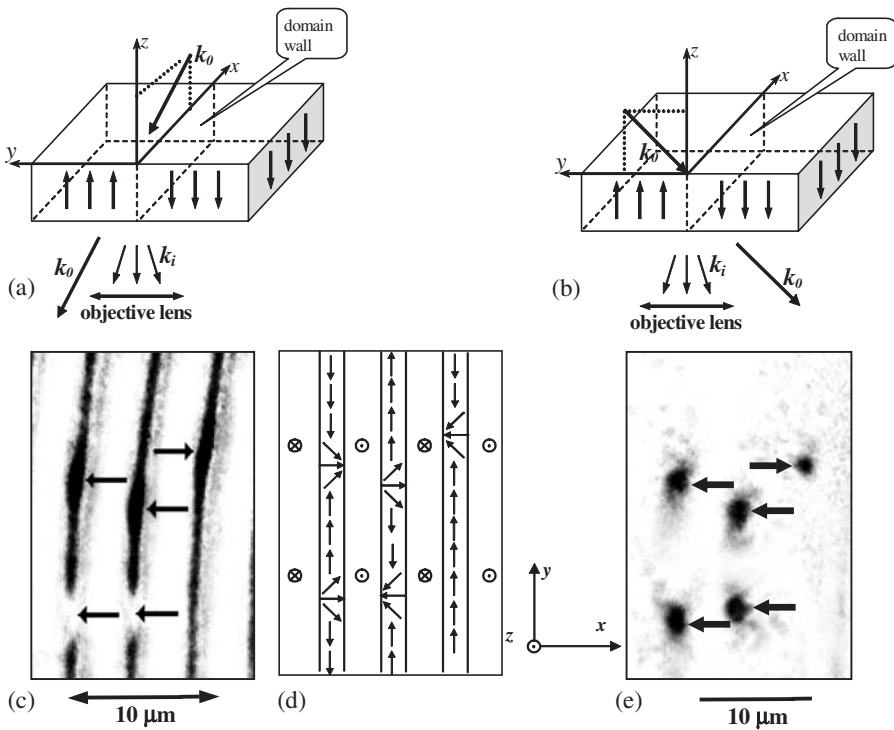 domain
wall
z
k₀
x
y
k₀
kᵢ
(a)
objective lens
domain
wall
z
x
y
k₀
kᵢ
k₀
(b)
objective lens
(c)
10 µm
(d)
y
z
x
(e)
10 µm